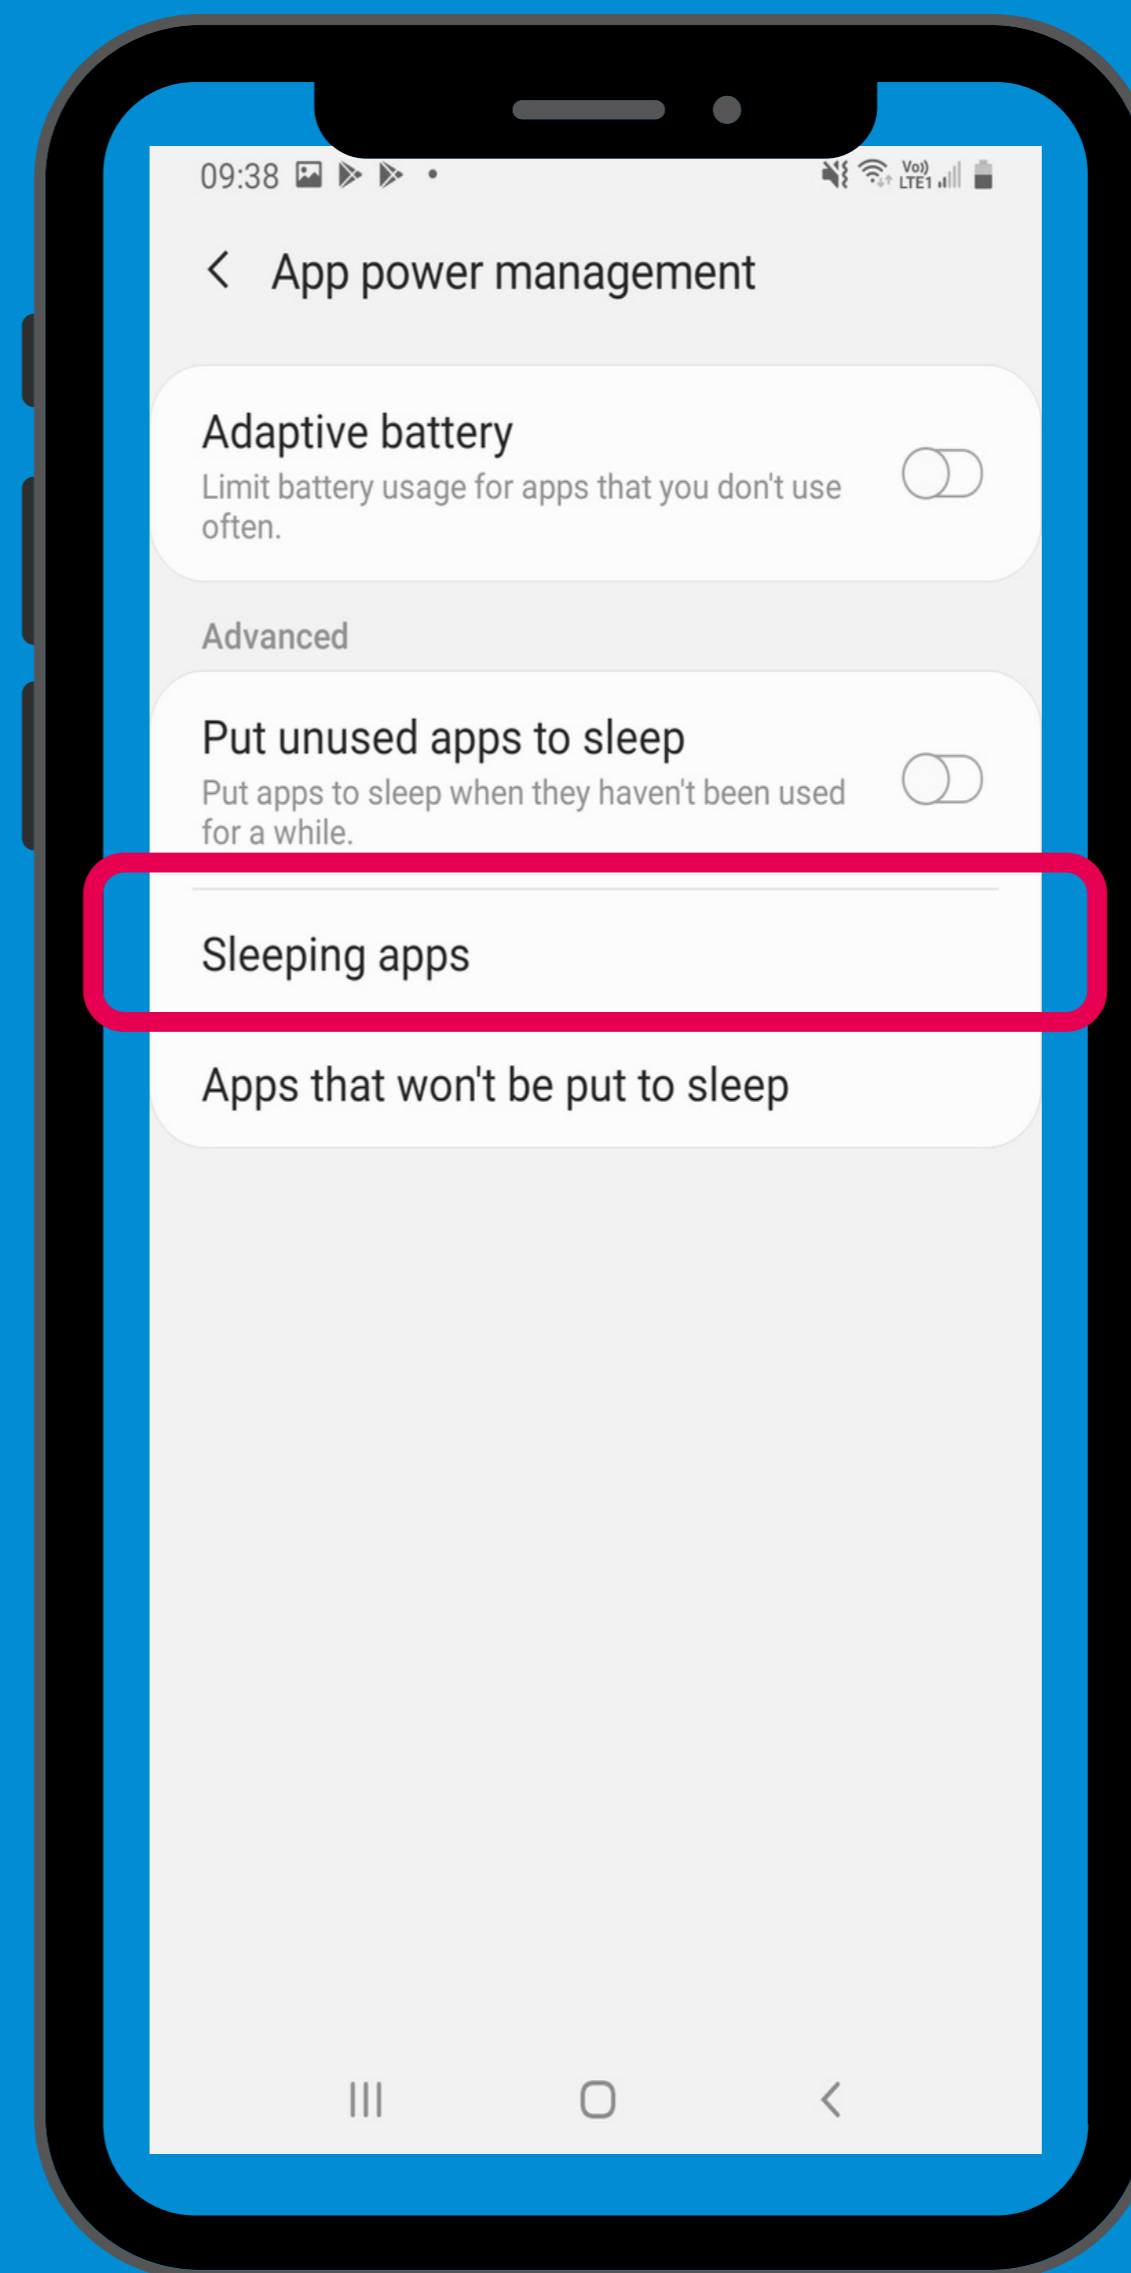 09:38
Vo))
LTE1
App power management
Adaptive battery
Limit battery usage for apps that you don't use
often.
Advanced
Put unused apps to sleep
Put apps to sleep when they haven't been used
for a while.
Sleeping apps
Apps that won't be put to sleep